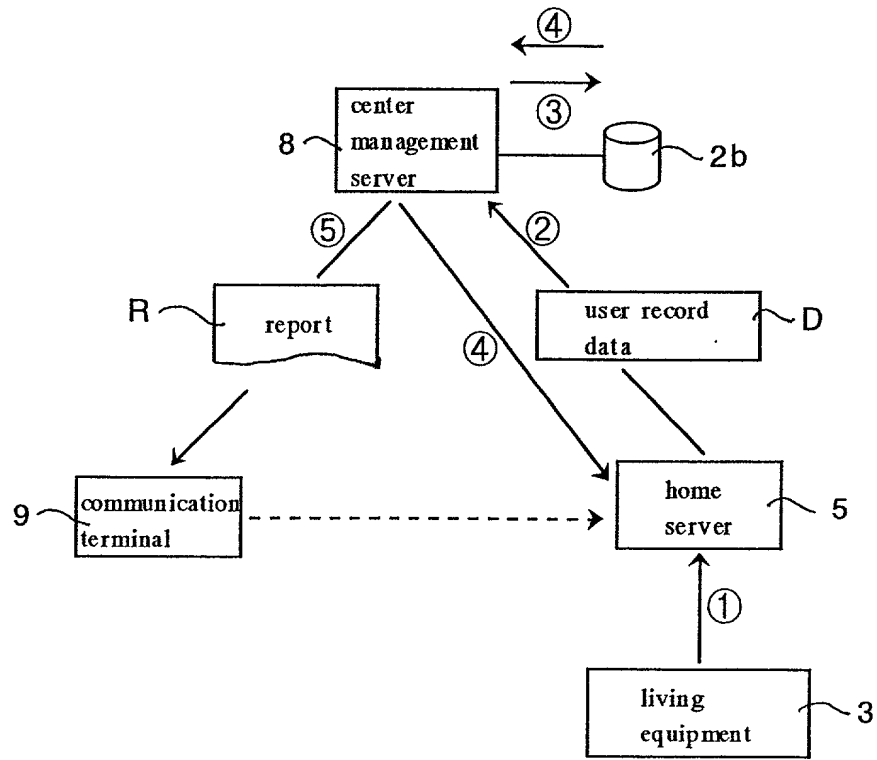 ④
③
center
management
server
8
2b
⑤
②
R
report
user record
data
D
④
9
communication
terminal
home
server
5
①
living
equipment
3